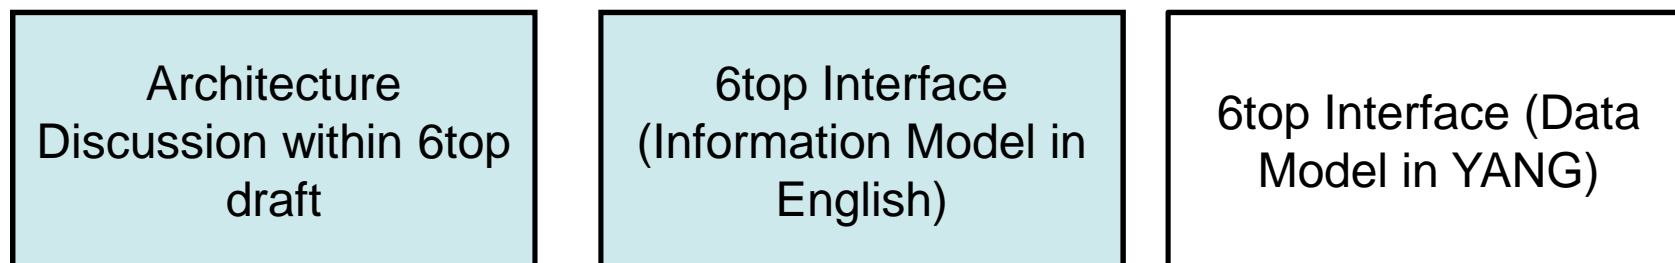 Architecture
Discussion within 6top
draft
6top Interface
(Information Model in
English)
6top Interface (Data
Model in YANG)